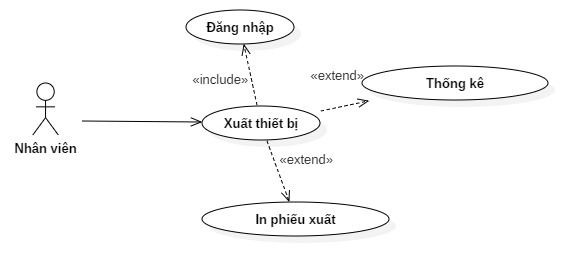 Đăng nhập
«include»
«extend»
Thống kê
Xuất thiết bị
Nhân viên
«extend»
In phiếu xuất